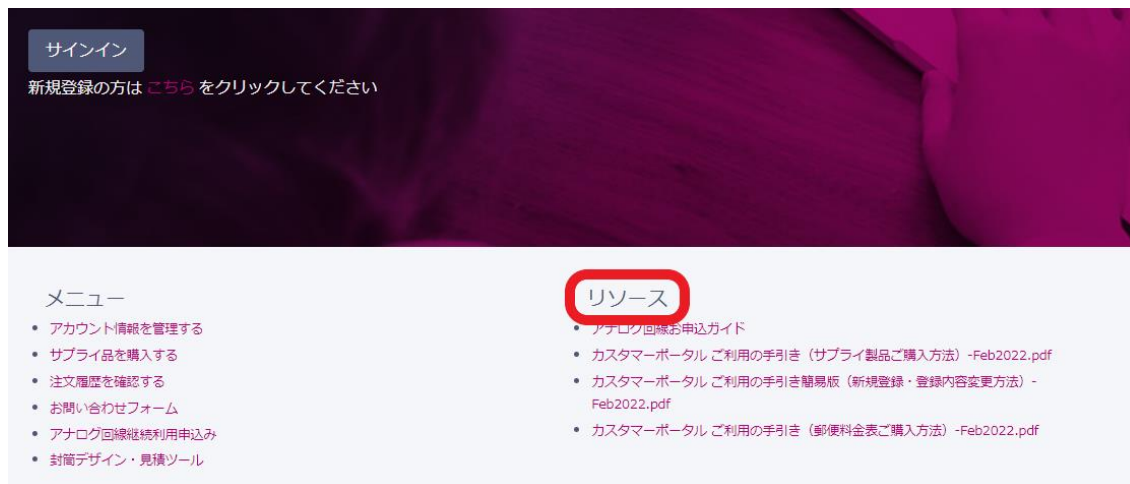 サインイン
新規登録の方は こちら をクリックしてください
メニュー
• アカウント情報を管理する
• サプライ品を購入する
• 注文履歴を確認する
• お問い合わせフォーム
• アナログ回線継続利用申込み
• 封筒デザイン・見積ツール
リソース
• アナログ回線お申込ガイド
• カスタマーポータル ご利用の手引き（サプライ製品ご購入方法）-Feb2022.pdf
• カスタマーポータル ご利用の手引き簡易版（新規登録・登録内容変更方法）-
Feb2022.pdf
• カスタマーポータル ご利用の手引き（郵便料金表ご購入方法）-Feb2022.pdf